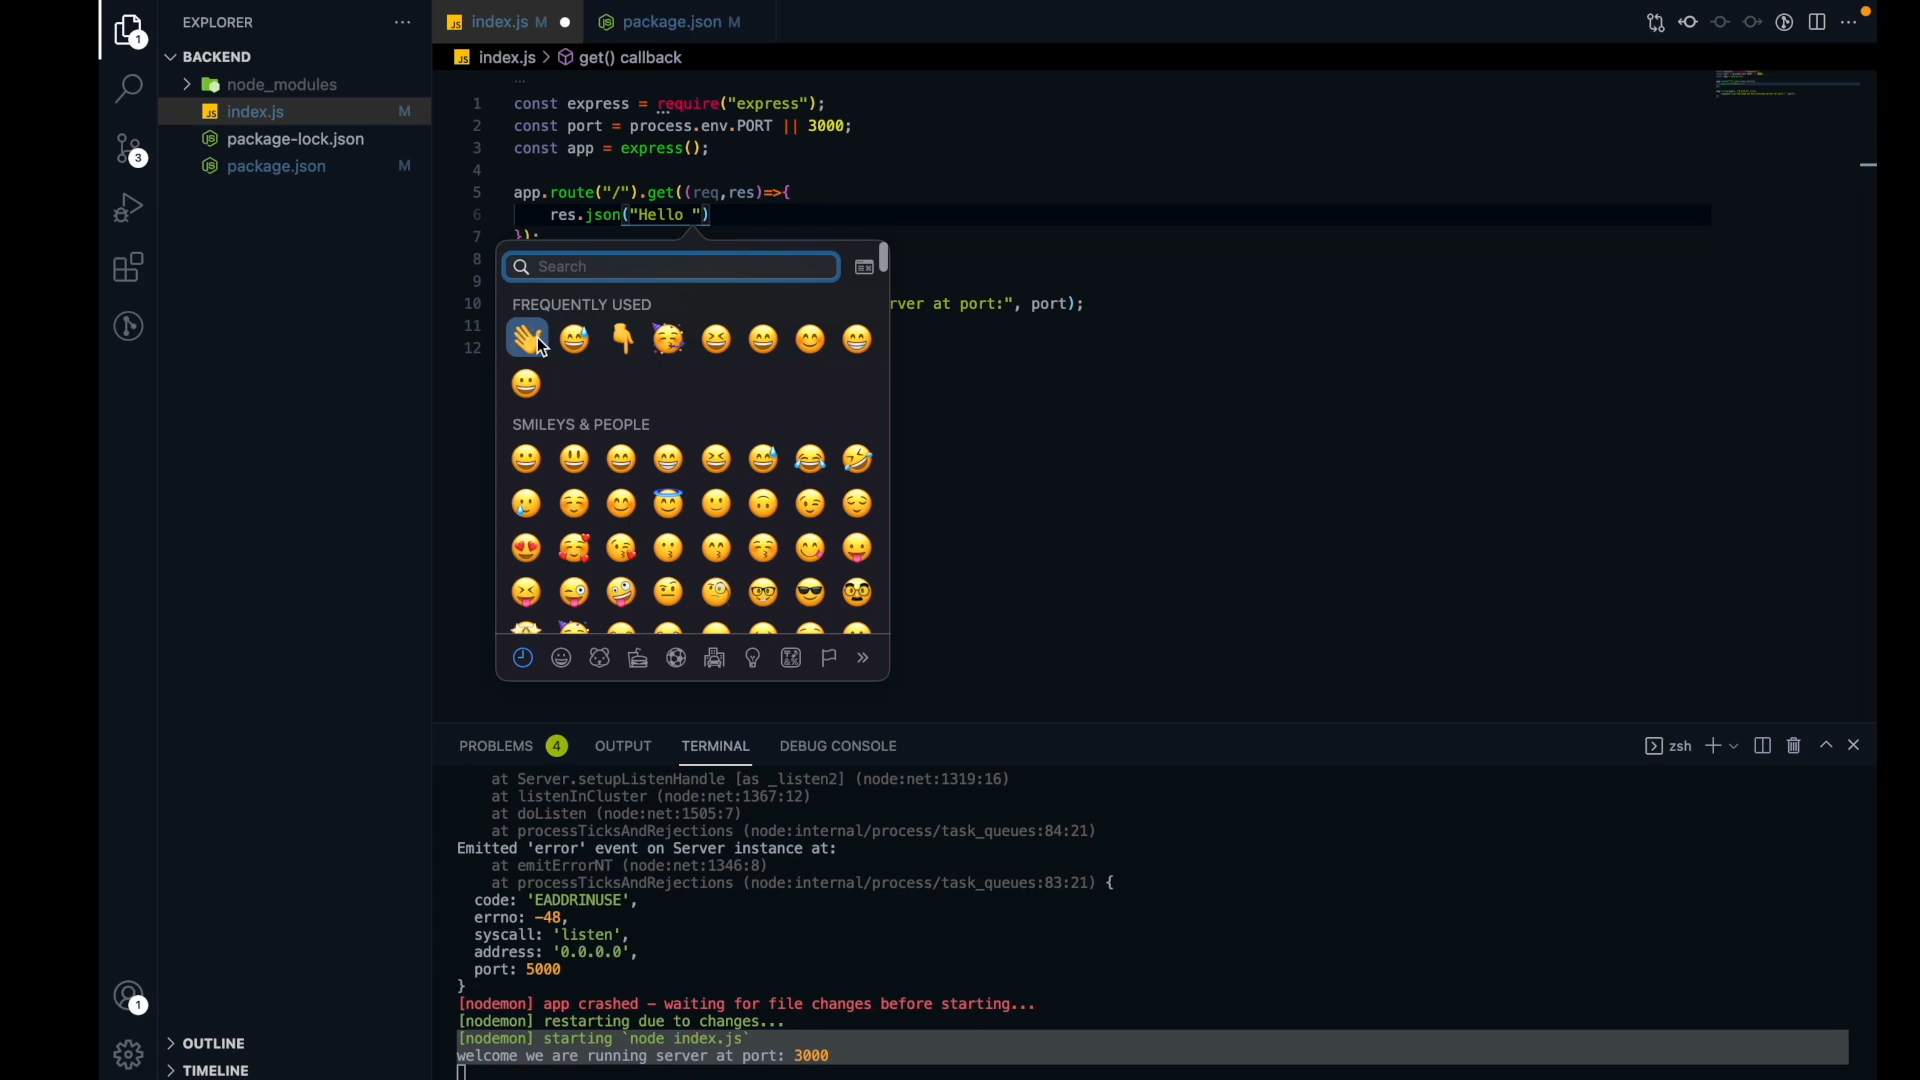 EXPLORER
BACKEND
node_modules
index.js M
package-lock.json
package.json M
OUTLINE
TIMELINE
1
3
1
index.js M
package.json M
index.js > get() callback
1 const express = require("express");
2 const port = process.env.PORT || 3000;
3 const app = express();
4
5 app.route("/").get((req,res)=>{
6 res.json("Hello ")
7 });
8
9
10 rver at port:", port);
11
12
Search
FREQUENTLY USED
SMILEYS & PEOPLE
PROBLEMS 4 OUTPUT TERMINAL DEBUG CONSOLE
zsh
at Server.setupListenHandle [as _listen2] (node:net:1319:16)
at listenInCluster (node:net:1367:12)
at doListen (node:net:1505:7)
at processTicksAndRejections (node:internal/process/task_queues:84:21)
Emitted 'error' event on Server instance at:
at emitErrorNT (node:net:1346:8)
at processTicksAndRejections (node:internal/process/task_queues:83:21) {
code: 'EADDRINUSE',
errno: -48,
syscall: 'listen',
address: '0.0.0.0',
port: 5000
}
[nodemon] app crashed – waiting for file changes before starting...
[nodemon] restarting due to changes...
[nodemon] starting `node index.js`
welcome we are running server at port: 3000